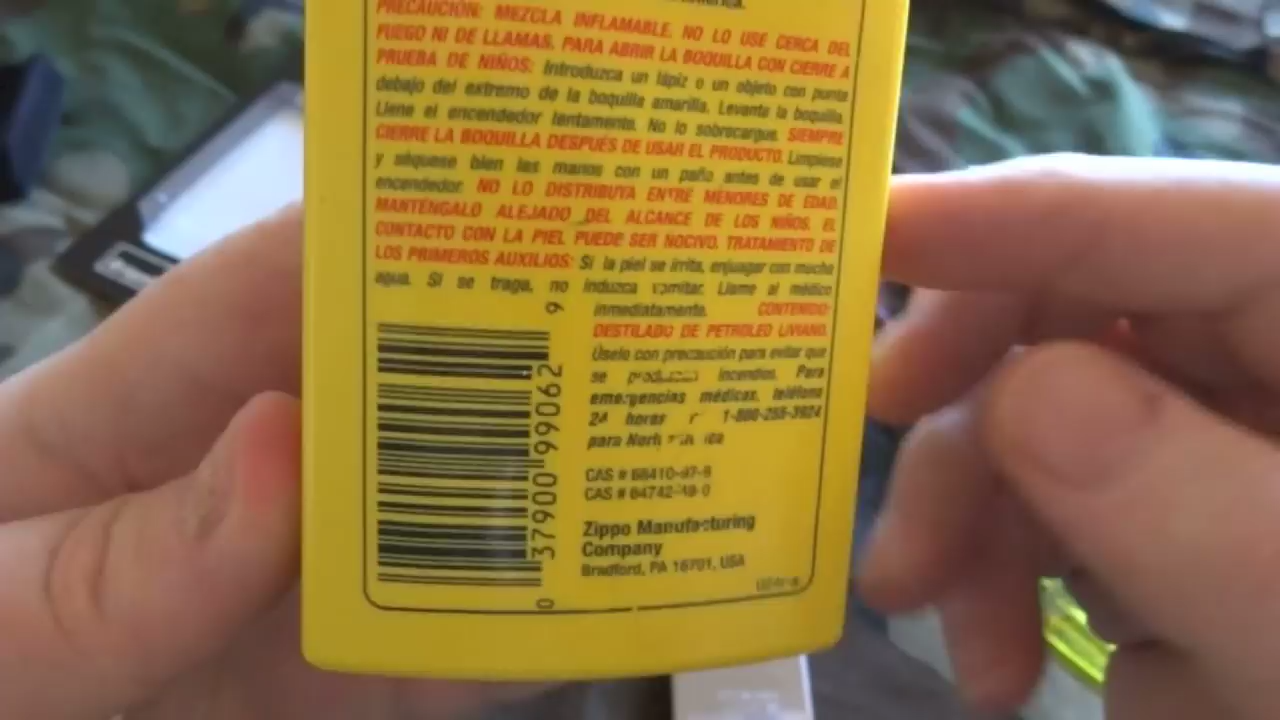 PRECAUCIÓN: MEZCLA INFLAMABLE. NO LO USE CERCA DEL
FUEGO NI DE LLAMAS. PARA ABRIR LA BOQUILLA CON CIERRE A
PRUEBA DE NIÑOS: Introduzca un lápiz o un objeto con punta
debajo del extremo de la boquilla amarilla. Levante la boquilla.
Llene el encendedor lentamente. No lo sobrecargue. SIEMPRE
CIERRE LA BOQUILLA DESPUÉS DE USAR EL PRODUCTO. Límpiese
y séquese bien las manos con un paño antes de usar el
encendedor. NO LO DISTRIBUYA ENTRE MENORES DE EDAD.
MANTÉNGALO ALEJADO DEL ALCANCE DE LOS NIÑOS. EL
CONTACTO CON LA PIEL PUEDE SER NOCIVO. TRATAMIENTO DE
LOS PRIMEROS AUXILIOS: Si la piel se irrita, enjuagar con mucho
agua. Si se traga, no induzca vomitar. Llame al médico
inmediatamente. CONTENIDO:
DESTILADO DE PETROLEO LIVIANO.
Úselo con precaución para evitar que
se incendios. Para
emergencias médicas, teléfono
24 horas 1-800-255-3924
para
CAS # 68410-97-9
CAS #
Zippo Manufacturing
Company
Bradford, PA 16701, USA
0 37900 99062 9